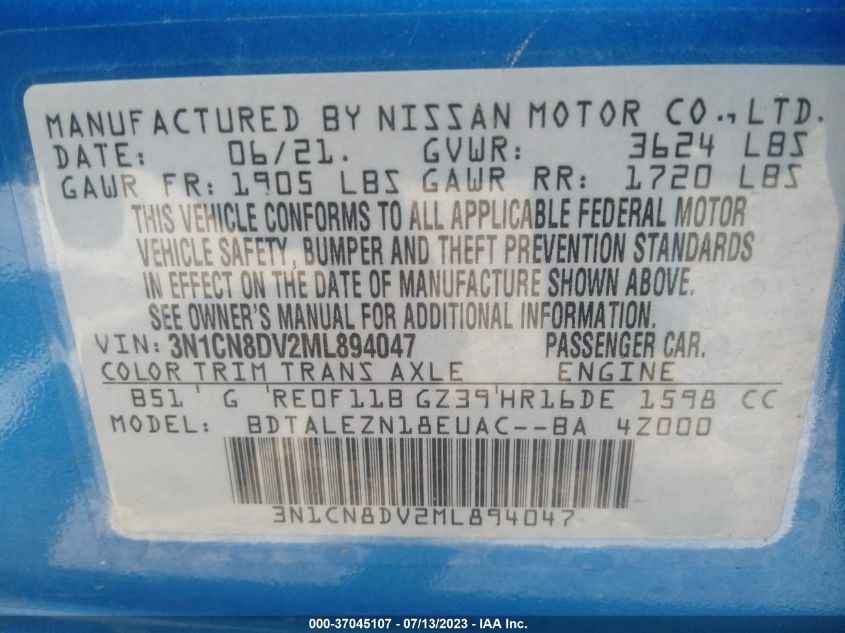 MANUFACTURED BY NISSAN MOTOR CO.,LTD.
DATE: 06/21. GVWR: 3624 LBS
GAWR FR: 1905 LBS GAWR RR: 1720 LBS
THIS VEHICLE CONFORMS TO ALL APPLICABLE FEDERAL MOTOR
VEHICLE SAFETY, BUMPER AND THEFT PREVENTION STANDARDS
IN EFFECT ON THE DATE OF MANUFACTURE SHOWN ABOVE.
SEE OWNER'S MANUAL FOR ADDITIONAL INFORMATION.
VIN: 3N1CN8DV2ML894047 PASSENGER CAR.
COLOR TRIM TRANS AXLE ENGINE
B51 ' G 'RE0F11B GZ39'HR16DE 1598 CC
MODEL: BDTALEZN18EUAC--BA 4Z000
3N1CN8DV2ML894047
000-37045107 - 07/13/2023 - IAA Inc.